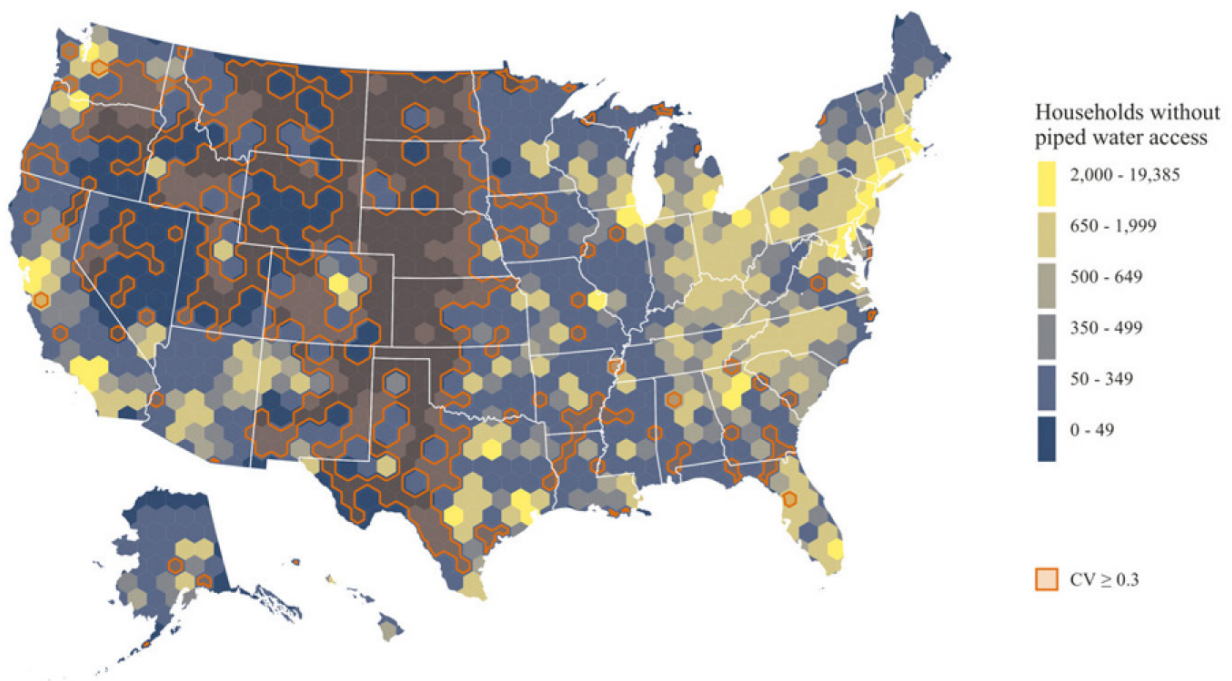 Households without
piped water access
2,000 - 19,385
650 - 1,999
500 - 649
350 - 499
50 - 349
0 - 49
CV ≥ 0.3